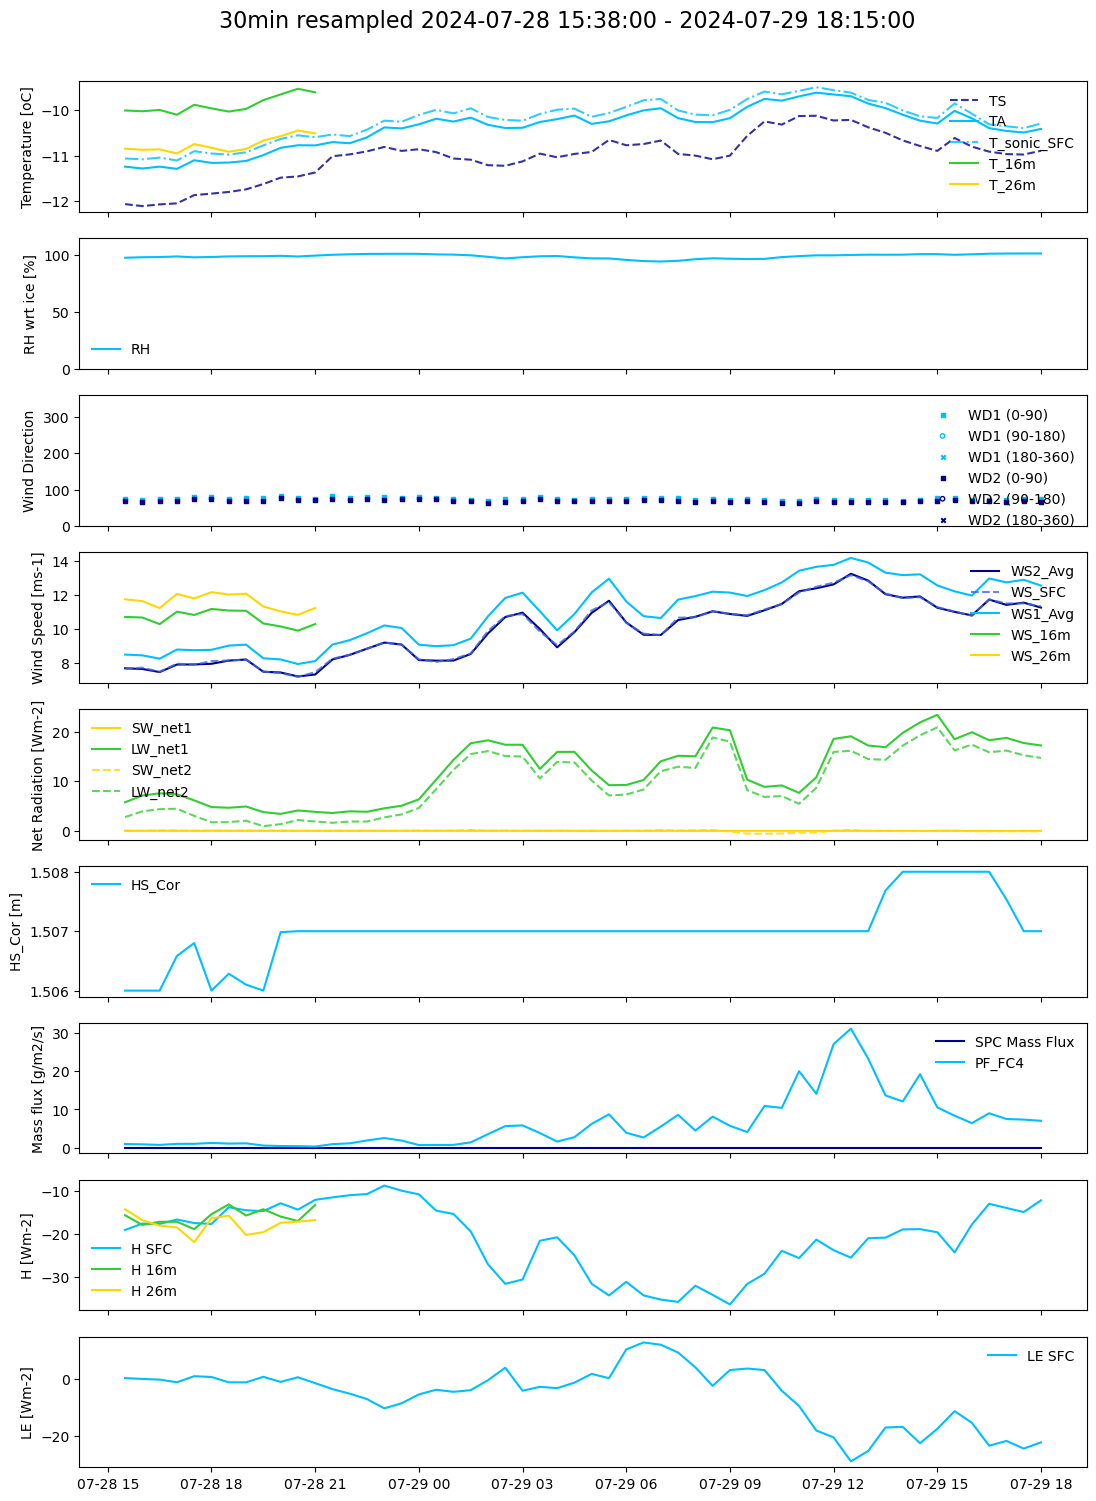 30min resampled 2024-07-28 15:38:00 - 2024-07-29 18:15:00
Temperature [oC]
−10
−11
−12
TS
TA
T_sonic_SFC
T_16m
T_26m
RH wrt ice [%]
100
50
0
RH
Wind Direction
300
200
100
0
WD1 (0-90)
WD1 (90-180)
WD1 (180-360)
WD2 (0-90)
WD2 (90-180)
WD2 (180-360)
Wind Speed [ms-1]
14
12
10
8
WS2_Avg
WS_SFC
WS1_Avg
WS_16m
WS_26m
Net Radiation [Wm-2]
20
10
0
SW_net1
LW_net1
SW_net2
LW_net2
HS_Cor [m]
1.508
1.507
1.506
HS_Cor
Mass flux [g/m2/s]
30
20
10
0
SPC Mass Flux
PF_FC4
H [Wm-2]
−10
−20
−30
H SFC
H 16m
H 26m
LE [Wm-2]
0
−20
LE SFC
07-28 15 07-28 18 07-28 21 07-29 00 07-29 03 07-29 06 07-29 09 07-29 12 07-29 15 07-29 18